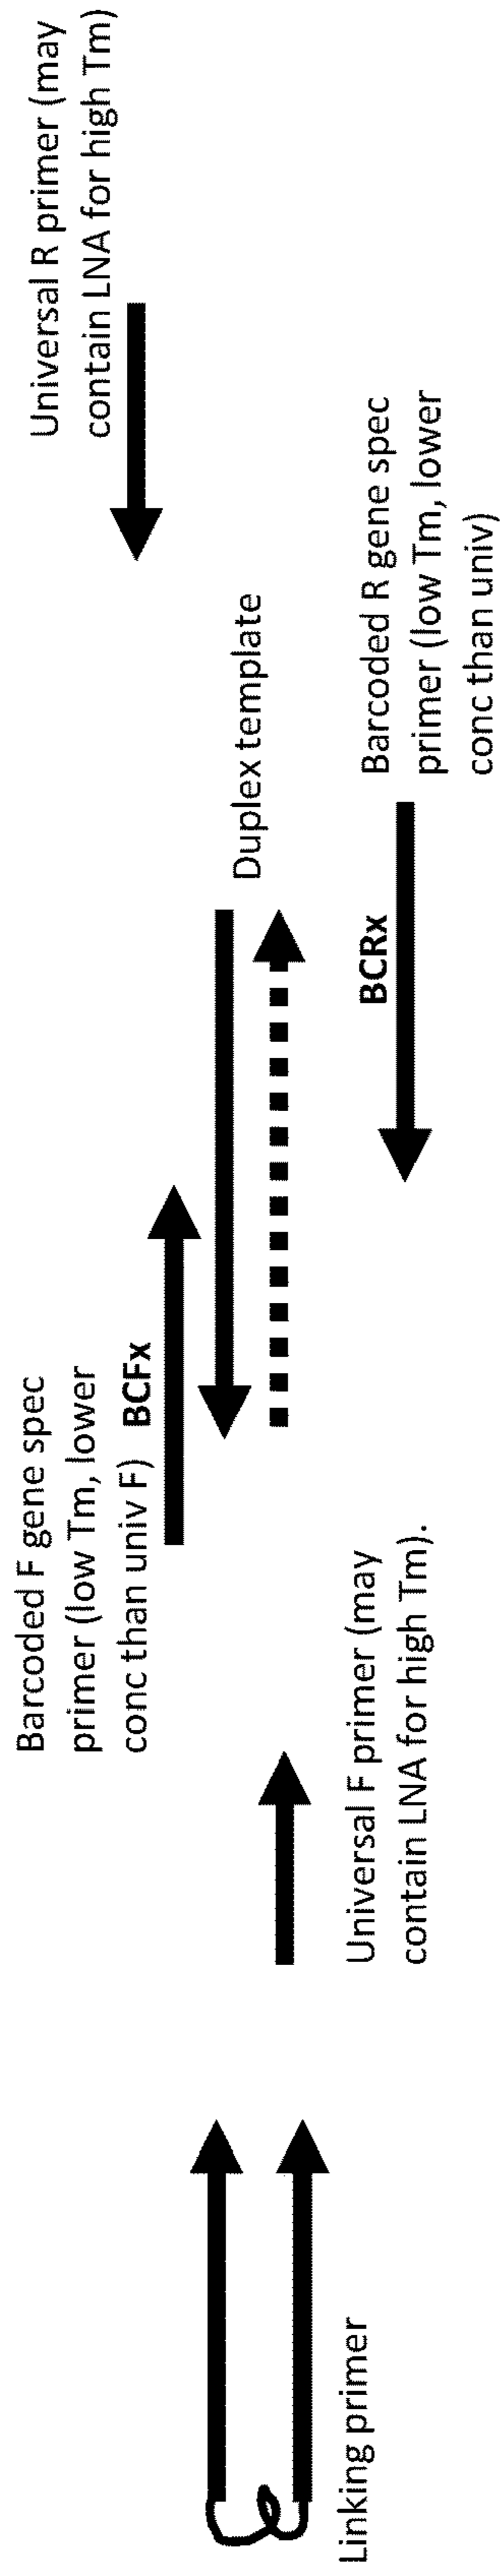 Linking primer
Universal F primer (may
contain LNA for high Tm).
Barcoded F gene spec
primer (low Tm, lower
conc than univ F) BCFx
Duplex template
BCRx
Barcoded R gene spec
primer (low Tm, lower
conc than univ)
Universal R primer (may
contain LNA for high Tm)